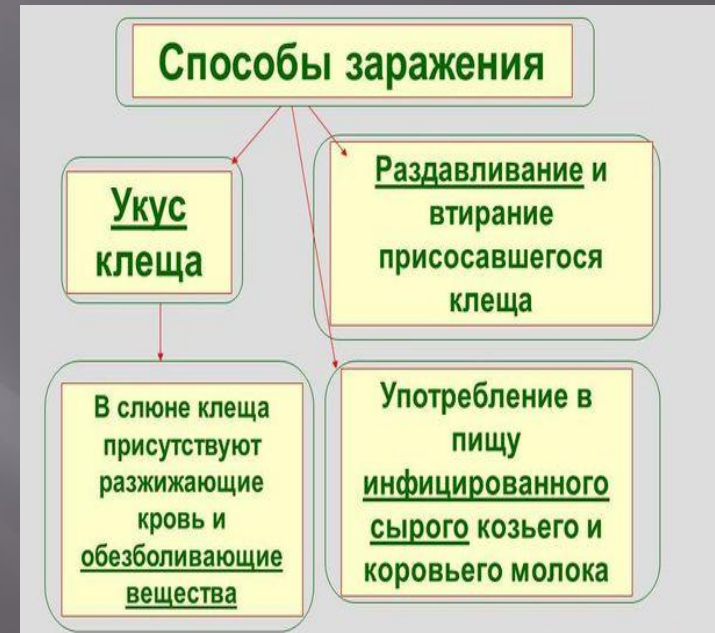 Способы заражения
Укус
клеща
Раздавливание и
втирание
присосавшегося
клеща
В слюне клеща
присутствуют
разжижающие
кровь и
обезболивающие
вещества
Употребление в
пищу
инфицированного
сырого козьего и
коровьего молока